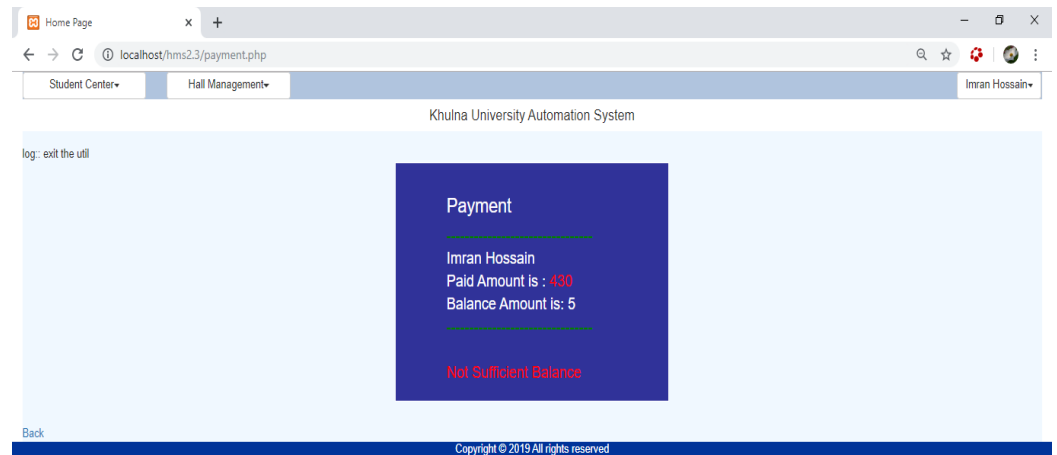 Home Page
localhost/hms2.3/payment.php
Student Center Hall Management Imran Hossain
Khulna University Automation System
log:: exit the util
Payment
Imran Hossain
Paid Amount is : 430
Balance Amount is: 5
Not Sufficient Balance
Back
Copyright © 2019 All rights reserved